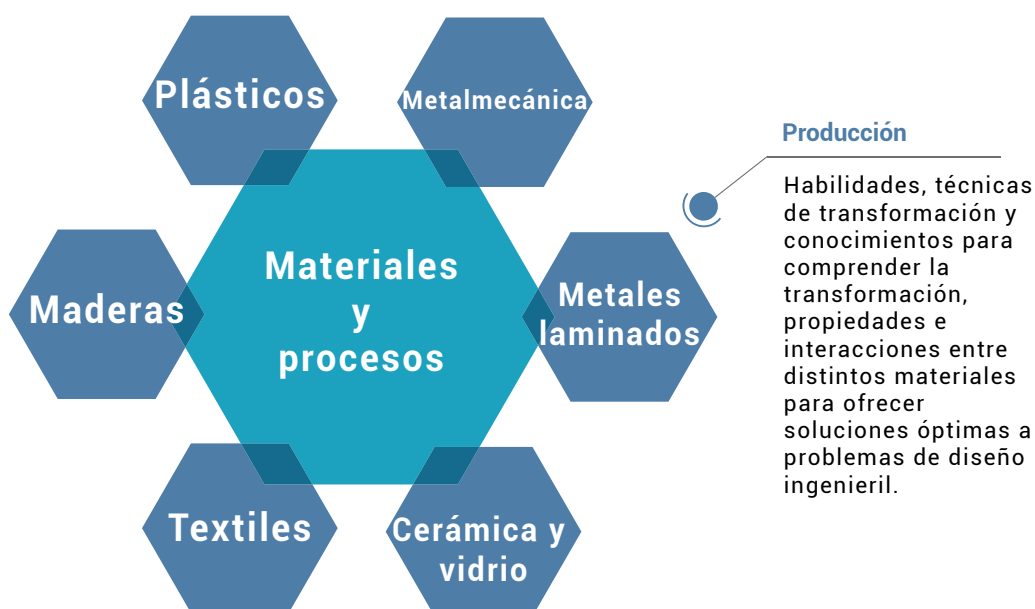 Plásticos
Metalmecánica
Producción
Habilidades, técnicas
de transformación y
conocimientos para
comprender la
transformación,
propiedades e
interacciones entre
distintos materiales
para ofrecer
soluciones óptimas a
problemas de diseño
ingenieril.
Materiales
y
procesos
Maderas
Metales
laminados
Textiles
Cerámica y
vidrio